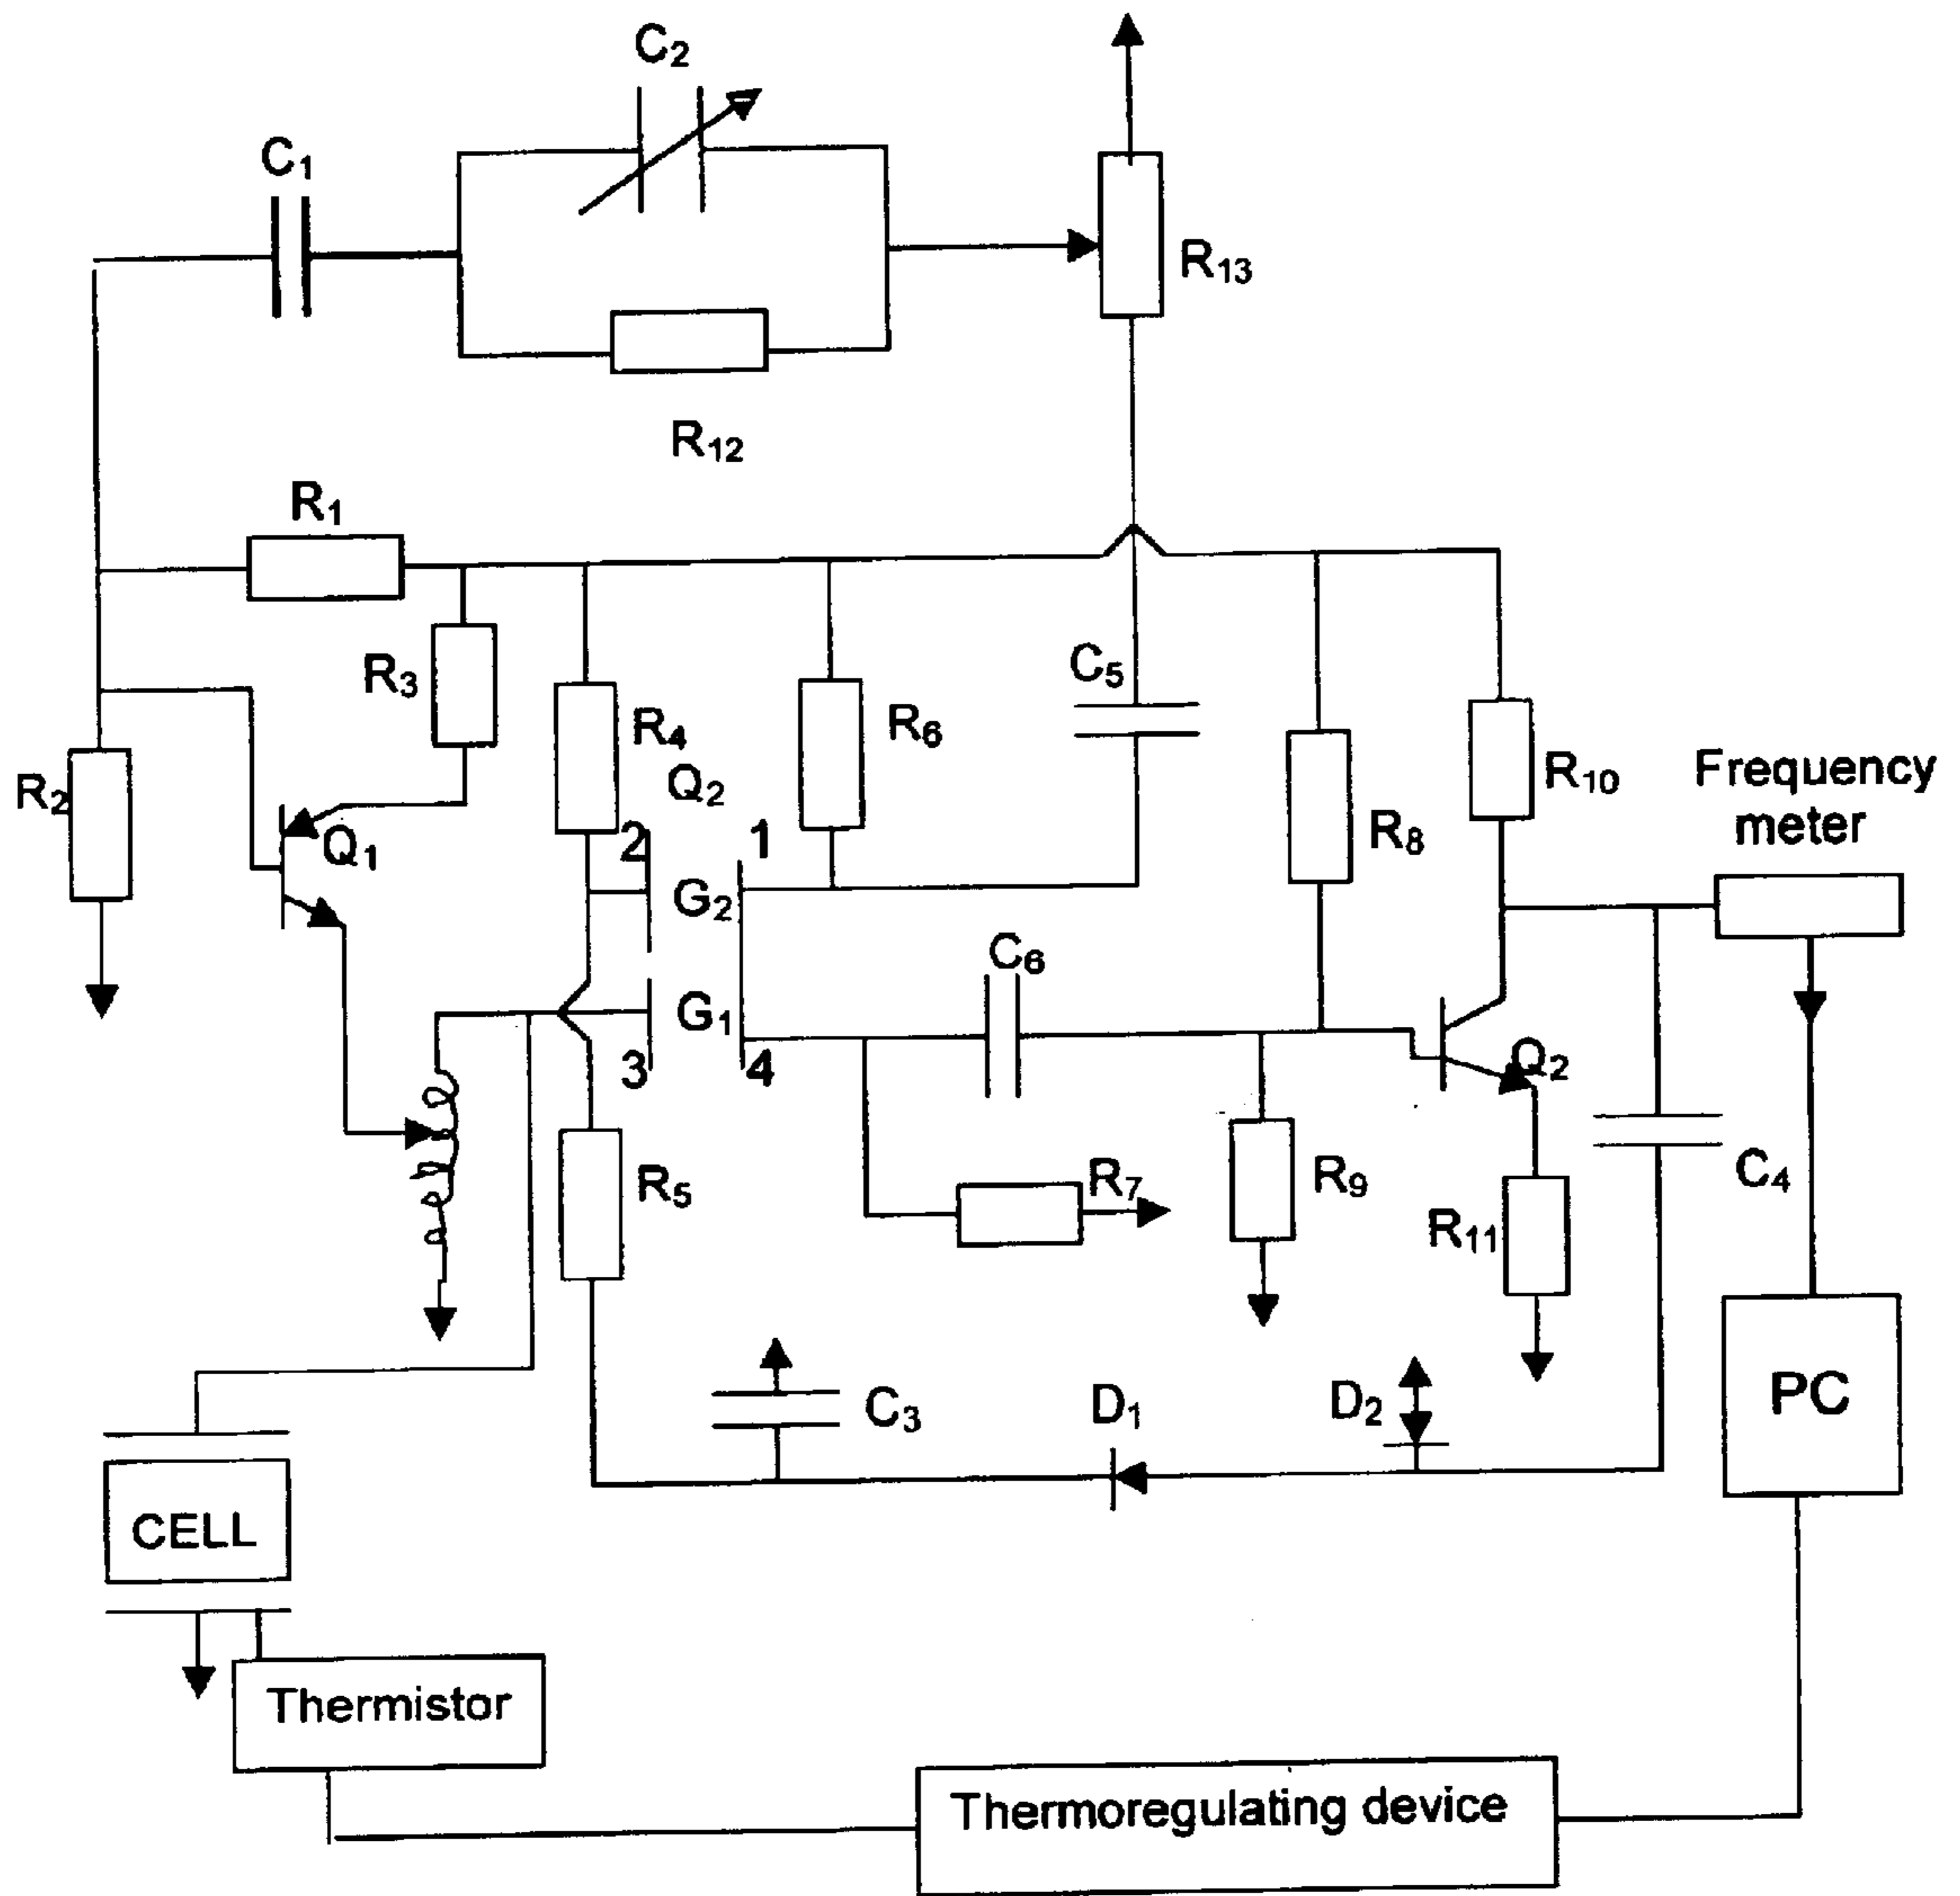 C₂
C₁
R₁₃
R₁₂
R₁
R₃
C₅
R₄
R₆
Q₂
R₁₀
Frequency
meter
R₂
R₈
Q₁
2
1
G₂
C₆
G₁
3
4
Q₂
R₅
R₇
R₉
C₄
R₁₁
C₃
D₁
D₂
PC
CELL
Thermistor
Thermoregulating device